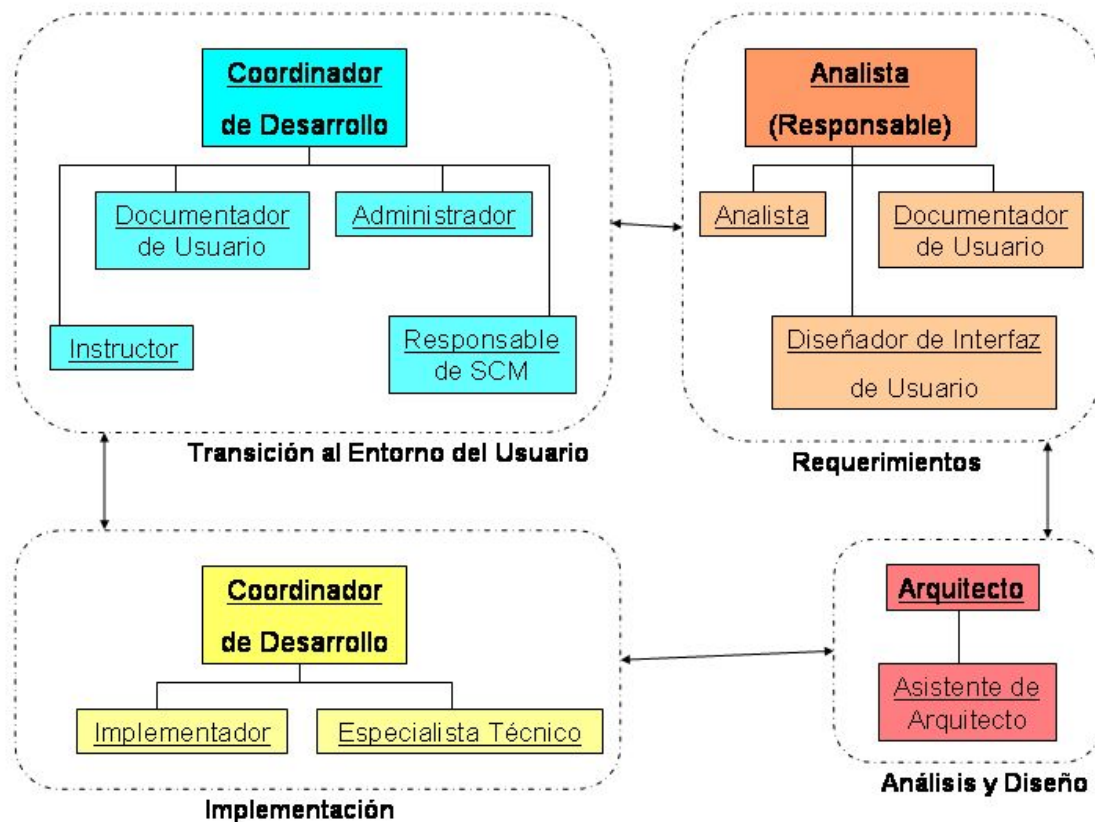 Coordinador
de Desarrollo
Documentador
de Usuario
Administrador
Instructor
Responsable
de SCM
Transición al Entorno del Usuario
Analista
(Responsable)
Analista
Documentador
de Usuario
Diseñador de Interfaz
de Usuario
Requerimientos
Coordinador
de Desarrollo
Implementador
Especialista Técnico
Implementación
Arquitecto
Asistente de
Arquitecto
Análisis y Diseño